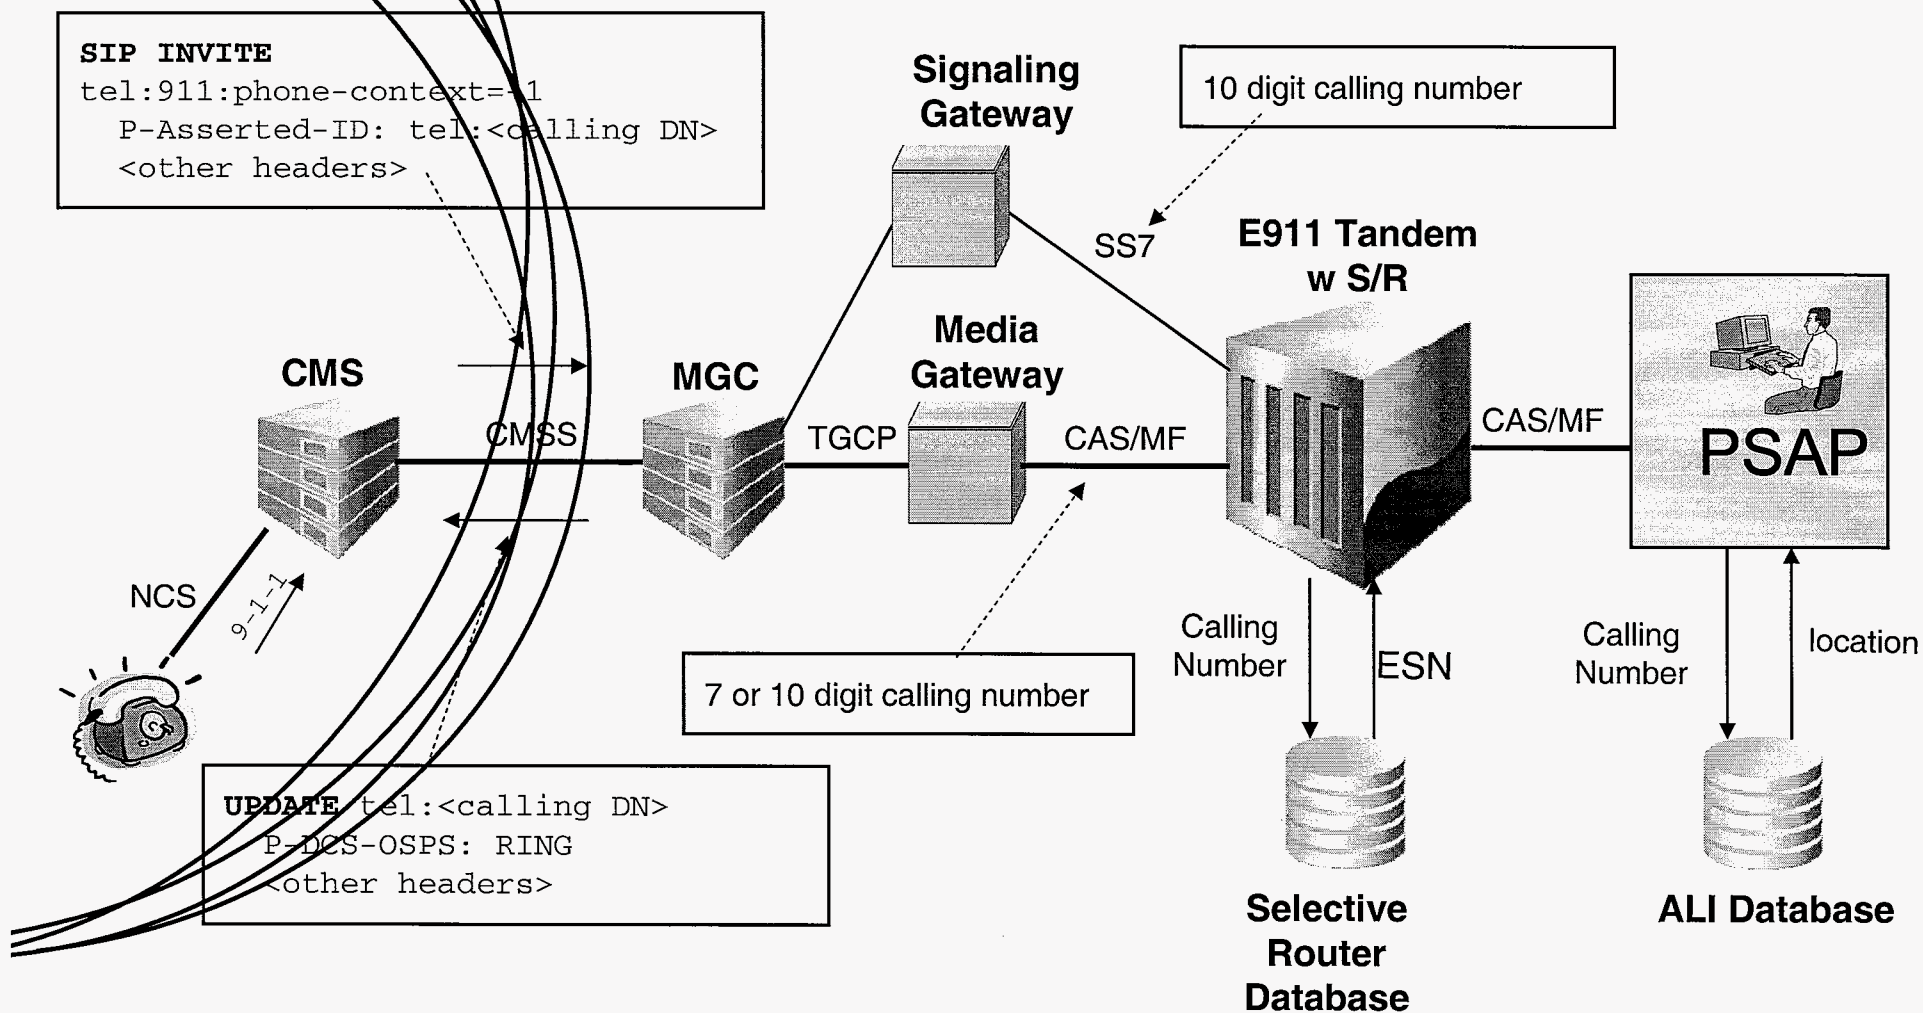 SIP INVITE
tel:911:phone-context=+1
P-Asserted-ID: tel:<calling DN>
<other headers>
Signaling
Gateway
10 digit calling number
SS7
E911 Tandem
w S/R
Media
Gateway
CMS
MGC
CMSS
TGCP
CAS/MF
CAS/MF
PSAP
NCS
9-1-1
7 or 10 digit calling number
Calling
Number
ESN
Calling
Number
location
UPDATE tel:<calling DN>
P-DCS-OSPS: RING
<other headers>
Selective
Router
Database
ALI Database